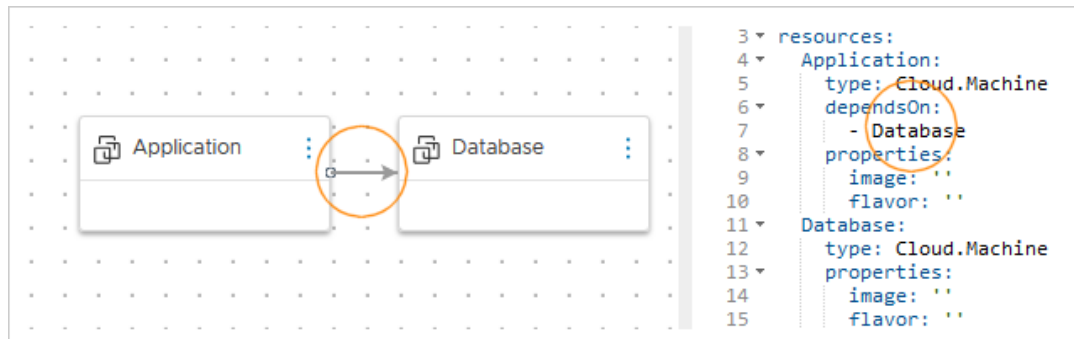 Application
Database
3 resources:
4 Application:
5 type: Cloud.Machine
6 dependsOn:
7 - Database
8 properties:
9 image: ''
10 flavor: ''
11 Database:
12 type: Cloud.Machine
13 properties:
14 image: ''
15 flavor: ''